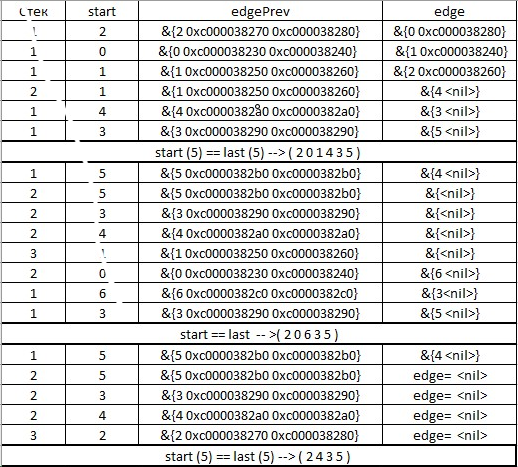 Стек start edgePrev edge
1 2 &{2 0xc000038270 0xc000038280} &{0 0xc000038280}
1 0 &{0 0xc000038230 0xc000038240} &{1 0xc000038240}
1 1 &{1 0xc000038250 0xc000038260} &{2 0xc000038260}
2 1 &{1 0xc000038250 0xc000038260} &{4 <nil>}
1 4 &{4 0xc0000382a0 0xc0000382a0} &{3 <nil>}
1 3 &{3 0xc000038290 0xc000038290} &{5 <nil>}
start (5) == last (5) --> ( 2 0 1 4 3 5 )
1 5 &{5 0xc0000382b0 0xc0000382b0} &{4 <nil>}
2 5 &{5 0xc0000382b0 0xc0000382b0} &{<nil>}
2 3 &{3 0xc000038290 0xc000038290} &{<nil>}
2 4 &{4 0xc0000382a0 0xc0000382a0} &{<nil>}
3 1 &{1 0xc000038250 0xc000038260} &{<nil>}
2 0 &{0 0xc000038230 0xc000038240} &{6 <nil>}
1 6 &{6 0xc0000382c0 0xc0000382c0} &{3<nil>}
1 3 &{3 0xc000038290 0xc000038290} &{5 <nil>}
start == last -- >( 2 0 6 3 5 )
1 5 &{5 0xc0000382b0 0xc0000382b0} &{4 <nil>}
2 5 &{5 0xc0000382b0 0xc0000382b0} edge= <nil>
2 3 &{3 0xc000038290 0xc000038290} edge= <nil>
2 4 &{4 0xc0000382a0 0xc0000382a0} edge= <nil>
3 2 &{2 0xc000038270 0xc000038280} edge= <nil>
start (5) == last (5) --> ( 2 4 3 5 )